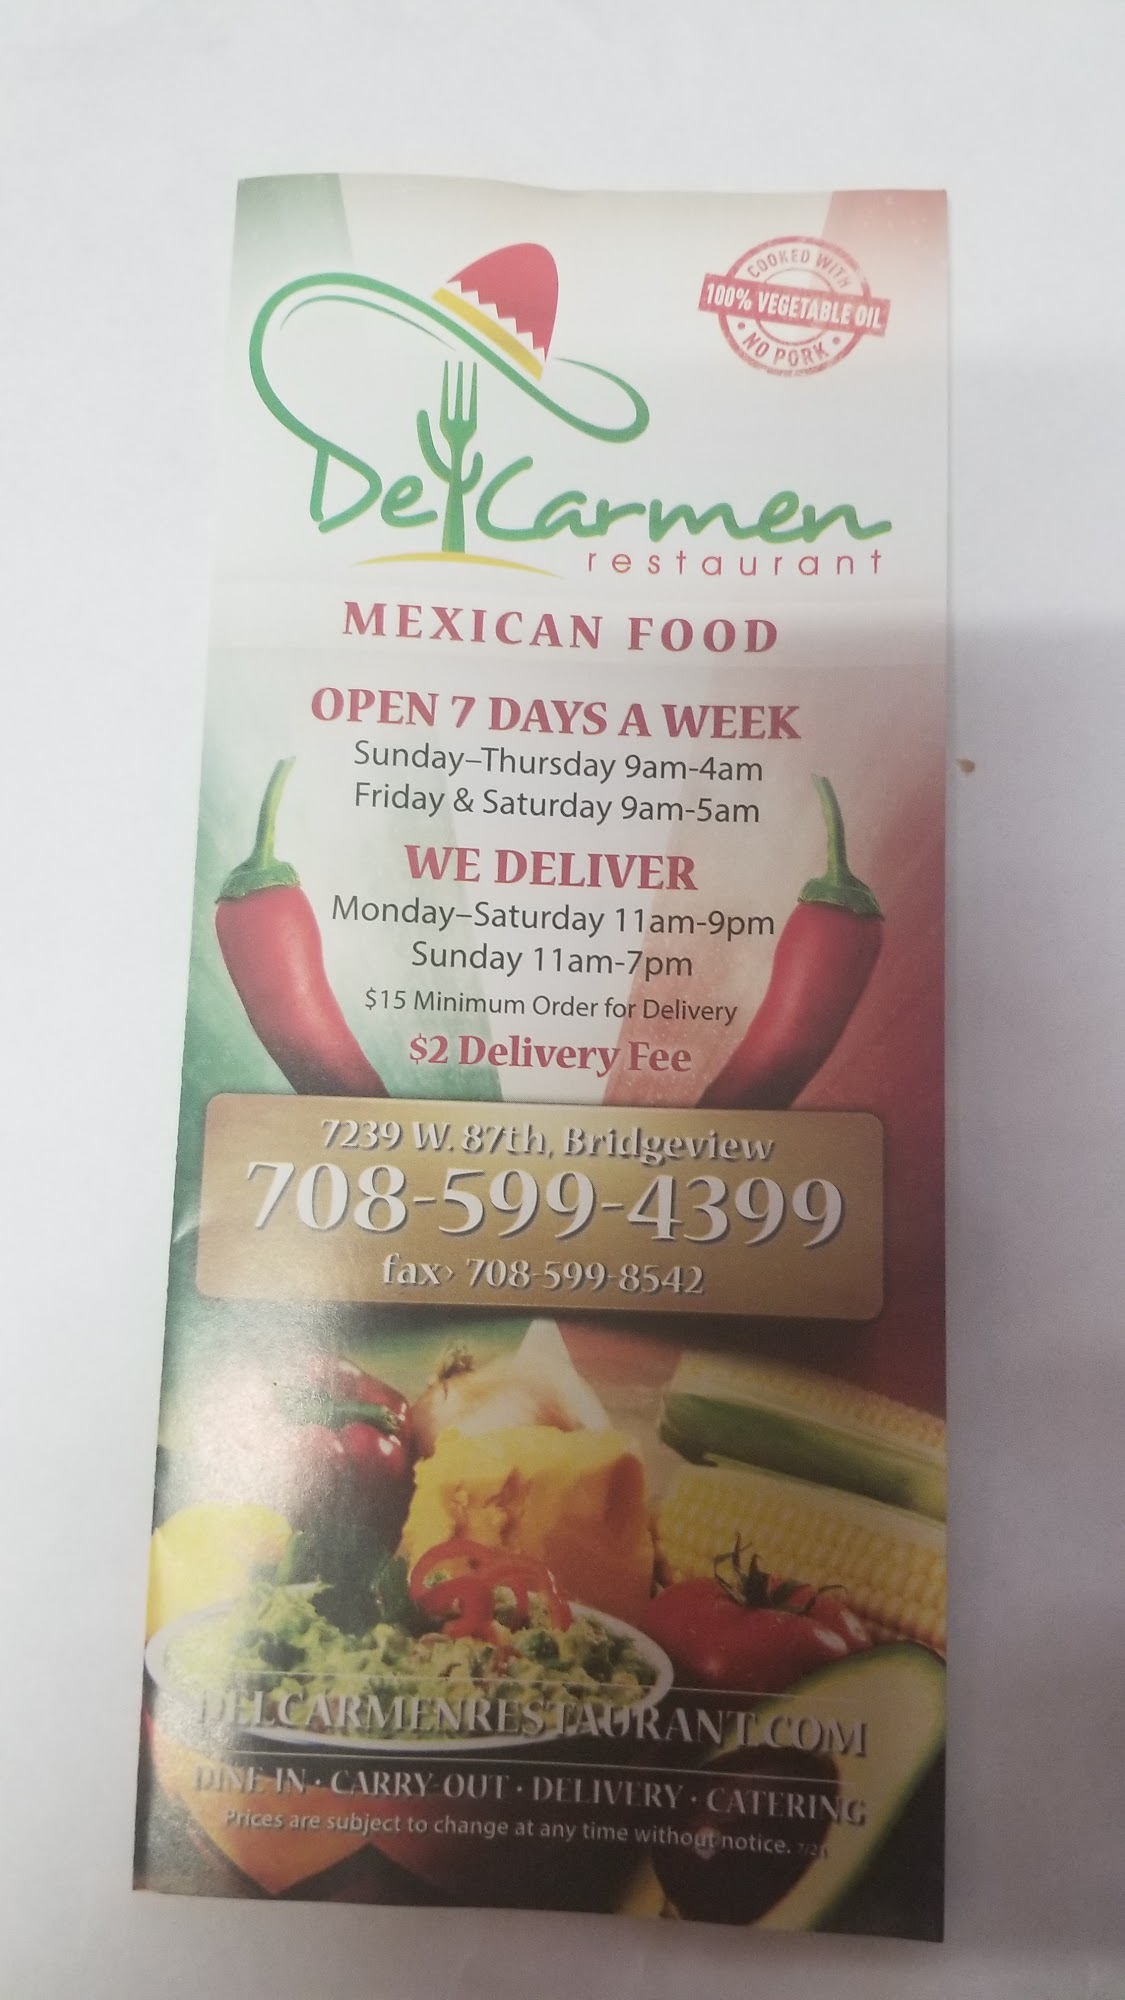 COOKED WITH
100% VEGETABLE OIL
• NO PORK •
Del Carmen
restaurant
MEXICAN FOOD
OPEN 7 DAYS A WEEK
Sunday–Thursday 9am-4am
Friday & Saturday 9am-5am
WE DELIVER
Monday–Saturday 11am-9pm
Sunday 11am-7pm
$15 Minimum Order for Delivery
$2 Delivery Fee
7239 W. 87th, Bridgeview
708-599-4399
fax› 708-599-8542
DELCARMENRESTAURANT.COM
DINE-IN · CARRY-OUT · DELIVERY · CATERING
Prices are subject to change at any time without notice.